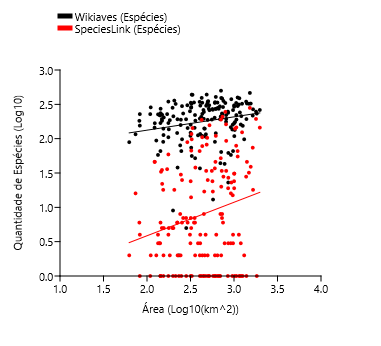 Wikiaves (Espécies)
SpeciesLink (Espécies)
3.0
2.5
2.0
1.5
1.0
0.5
0.0
Quantidade de Espécies (Log10)
1.0 1.5 2.0 2.5 3.0 3.5 4.0
Área (Log10(km^2))